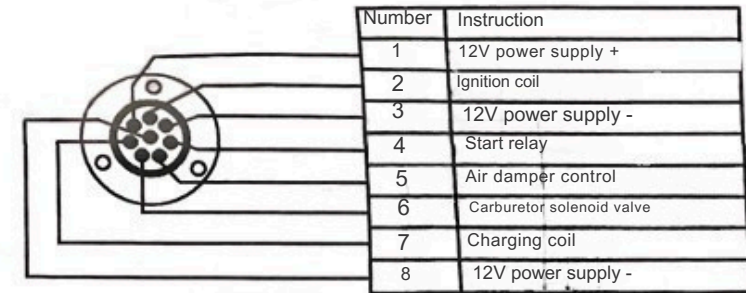 Number Instruction
1 12V power supply +
2 Ignition coil
3 12V power supply -
4 Start relay
5 Air damper control
6 Carburetor solenoid valve
7 Charging coil
8 12V power supply -